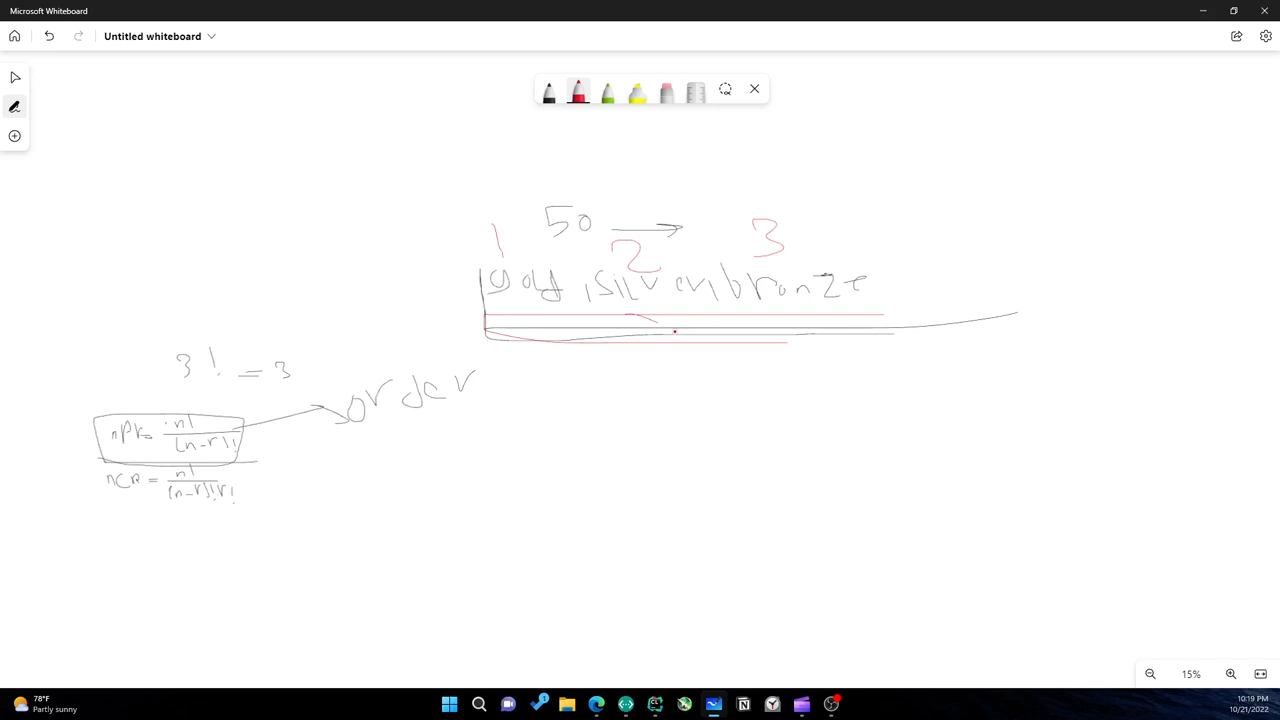 Microsoft Whiteboard
Untitled whiteboard
50 →
1 2 3
gold, silver, bronze
3! = 3
order
nPr= n!/(n-r)!
nCR = n!/(n-r)!r!
15%
78°F
Partly sunny
1
10:19 PM
10/21/2022